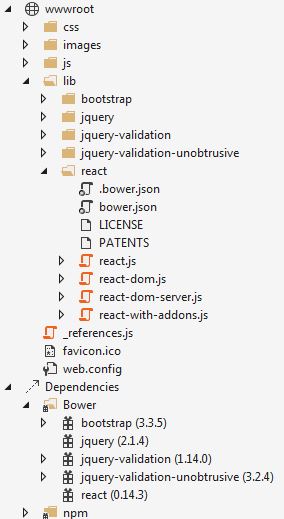 wwwroot
css
images
js
lib
bootstrap
jquery
jquery-validation
jquery-validation-unobtrusive
react
.bower.json
bower.json
LICENSE
PATENTS
react.js
react-dom.js
react-dom-server.js
react-with-addons.js
_references.js
favicon.ico
web.config
Dependencies
Bower
bootstrap (3.3.5)
jquery (2.1.4)
jquery-validation (1.14.0)
jquery-validation-unobtrusive (3.2.4)
react (0.14.3)
npm